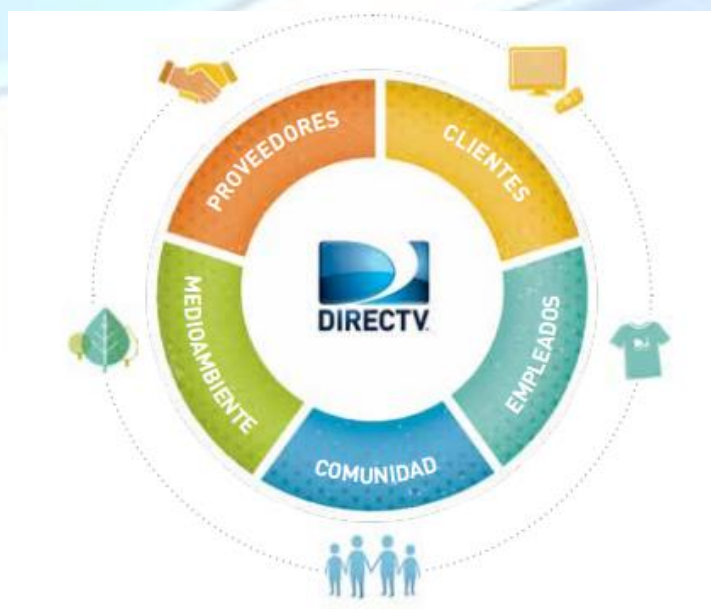 PROVEEDORES
CLIENTES
MEDIOAMBIENTE
DIRECTV
EMPLEADOS
COMUNIDAD